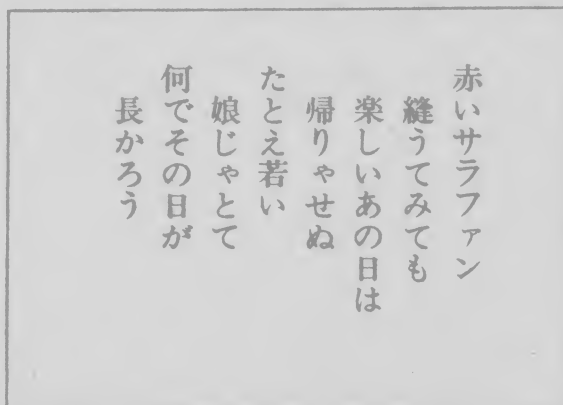 赤いサラファン
縫うてみても
楽しいあの日は
帰りゃせぬ
たとえ若い
娘じゃとて
何でその日が
長かろう